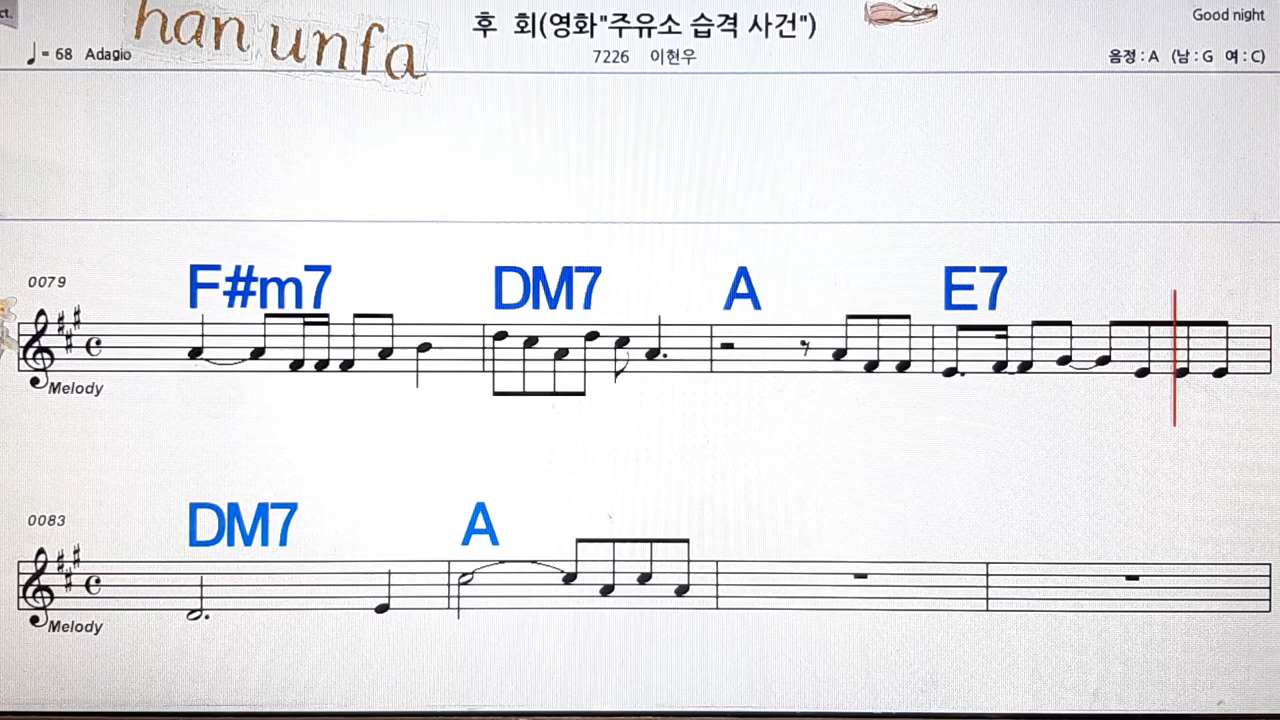 ct.
han unfa
후 회(영화"주유소 습격 사건")
Good night
♩= 68 Adagio
7226 이현우
음정 : A (남 : G 여 : C)
0079
F#m7 DM7 A E7
Melody
0083
DM7 A
Melody